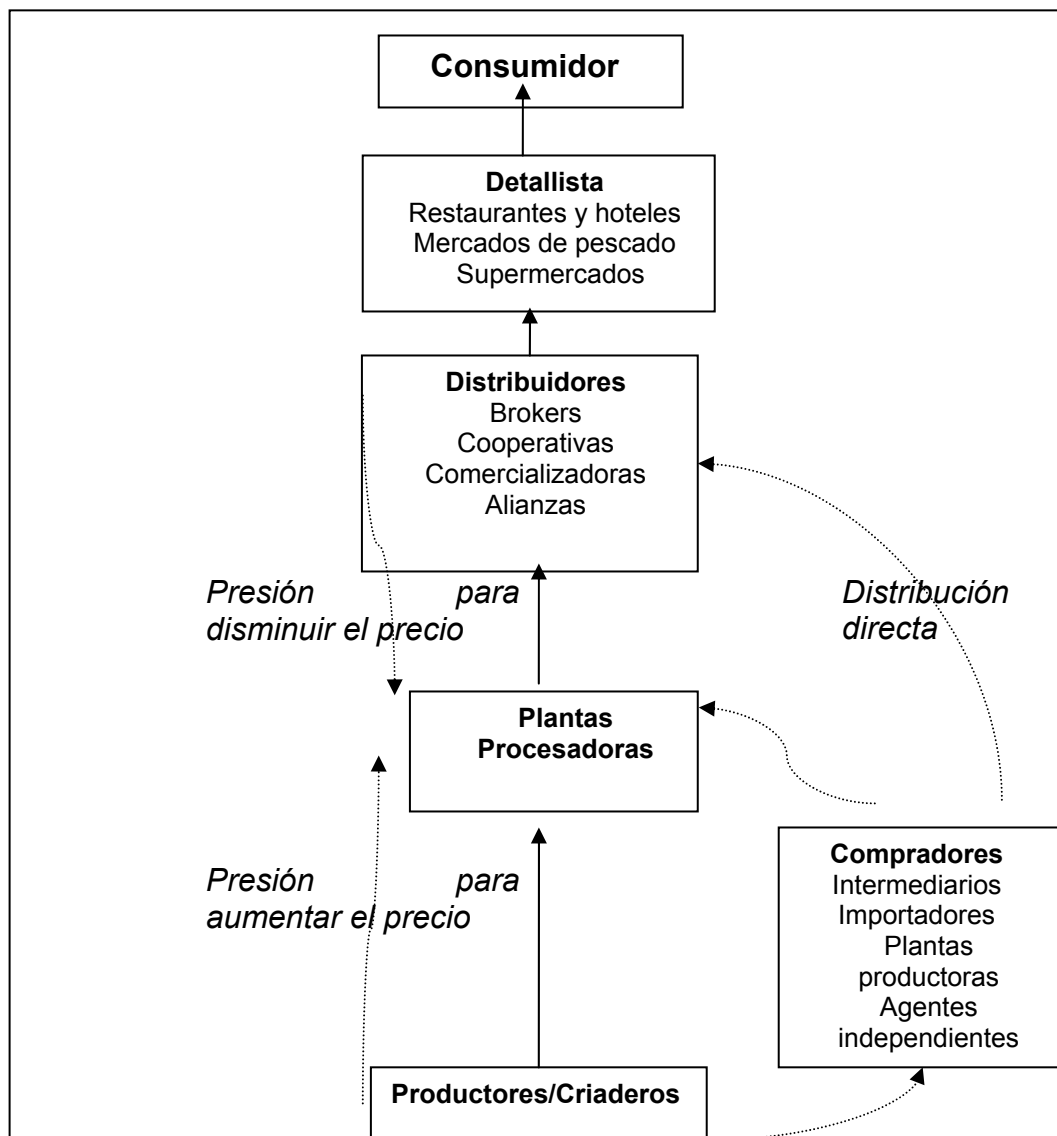 Consumidor
Detallista
Restaurantes y hoteles
Mercados de pescado
Supermercados
Distribuidores
Brokers
Cooperativas
Comercializadoras
Alianzas
Presión para
disminuir el precio
Distribución
directa
Plantas
Procesadoras
Presión para
aumentar el precio
Compradores
Intermediarios
Importadores
Plantas
productoras
Agentes
independientes
Productores/Criaderos